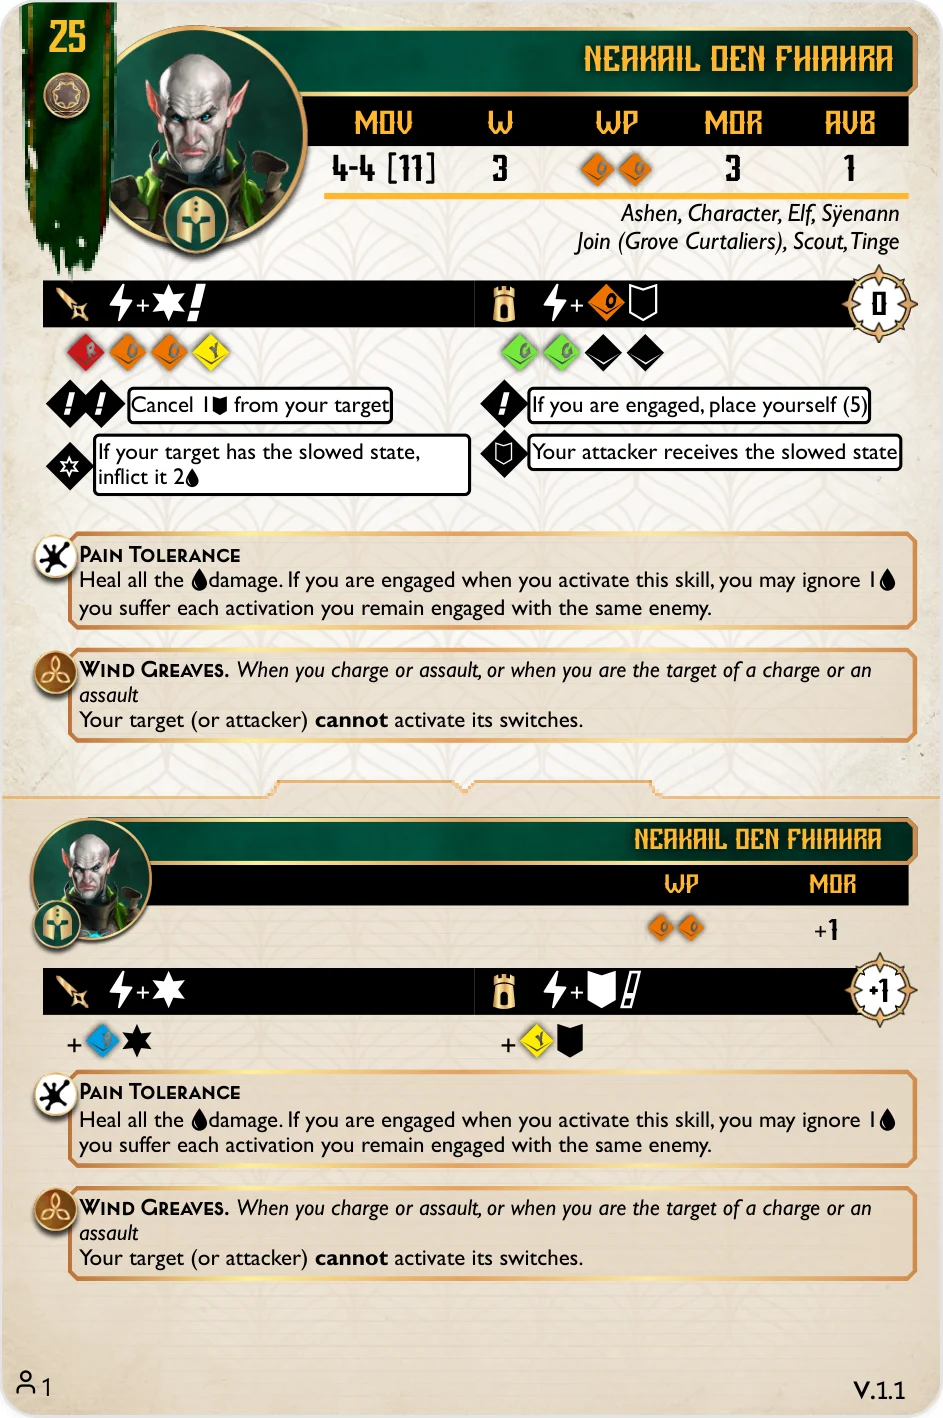 25
NEAKAIL DEN FHIAHRA
MOV W WP MOR AVB
4-4 [11] 3 O O 3 1
Ashen, Character, Elf, Sÿenann
Join (Grove Curtaliers), Scout, Tinge
+ ! + O 0
R O O Y G G
!! Cancel 1 from your target
! If you are engaged, place yourself (5)
If your target has the slowed state,
inflict it 2
Your attacker receives the slowed state
PAIN TOLERANCE
Heal all the damage. If you are engaged when you activate this skill, you may ignore 1
you suffer each activation you remain engaged with the same enemy.
WIND GREAVES. When you charge or assault, or when you are the target of a charge or an
assault
Your target (or attacker) cannot activate its switches.
NEAKAIL DEN FHIAHRA
WP MOR
O O +1
+ + ! +1
+ + Y
PAIN TOLERANCE
Heal all the damage. If you are engaged when you activate this skill, you may ignore 1
you suffer each activation you remain engaged with the same enemy.
WIND GREAVES. When you charge or assault, or when you are the target of a charge or an
assault
Your target (or attacker) cannot activate its switches.
1 V.1.1